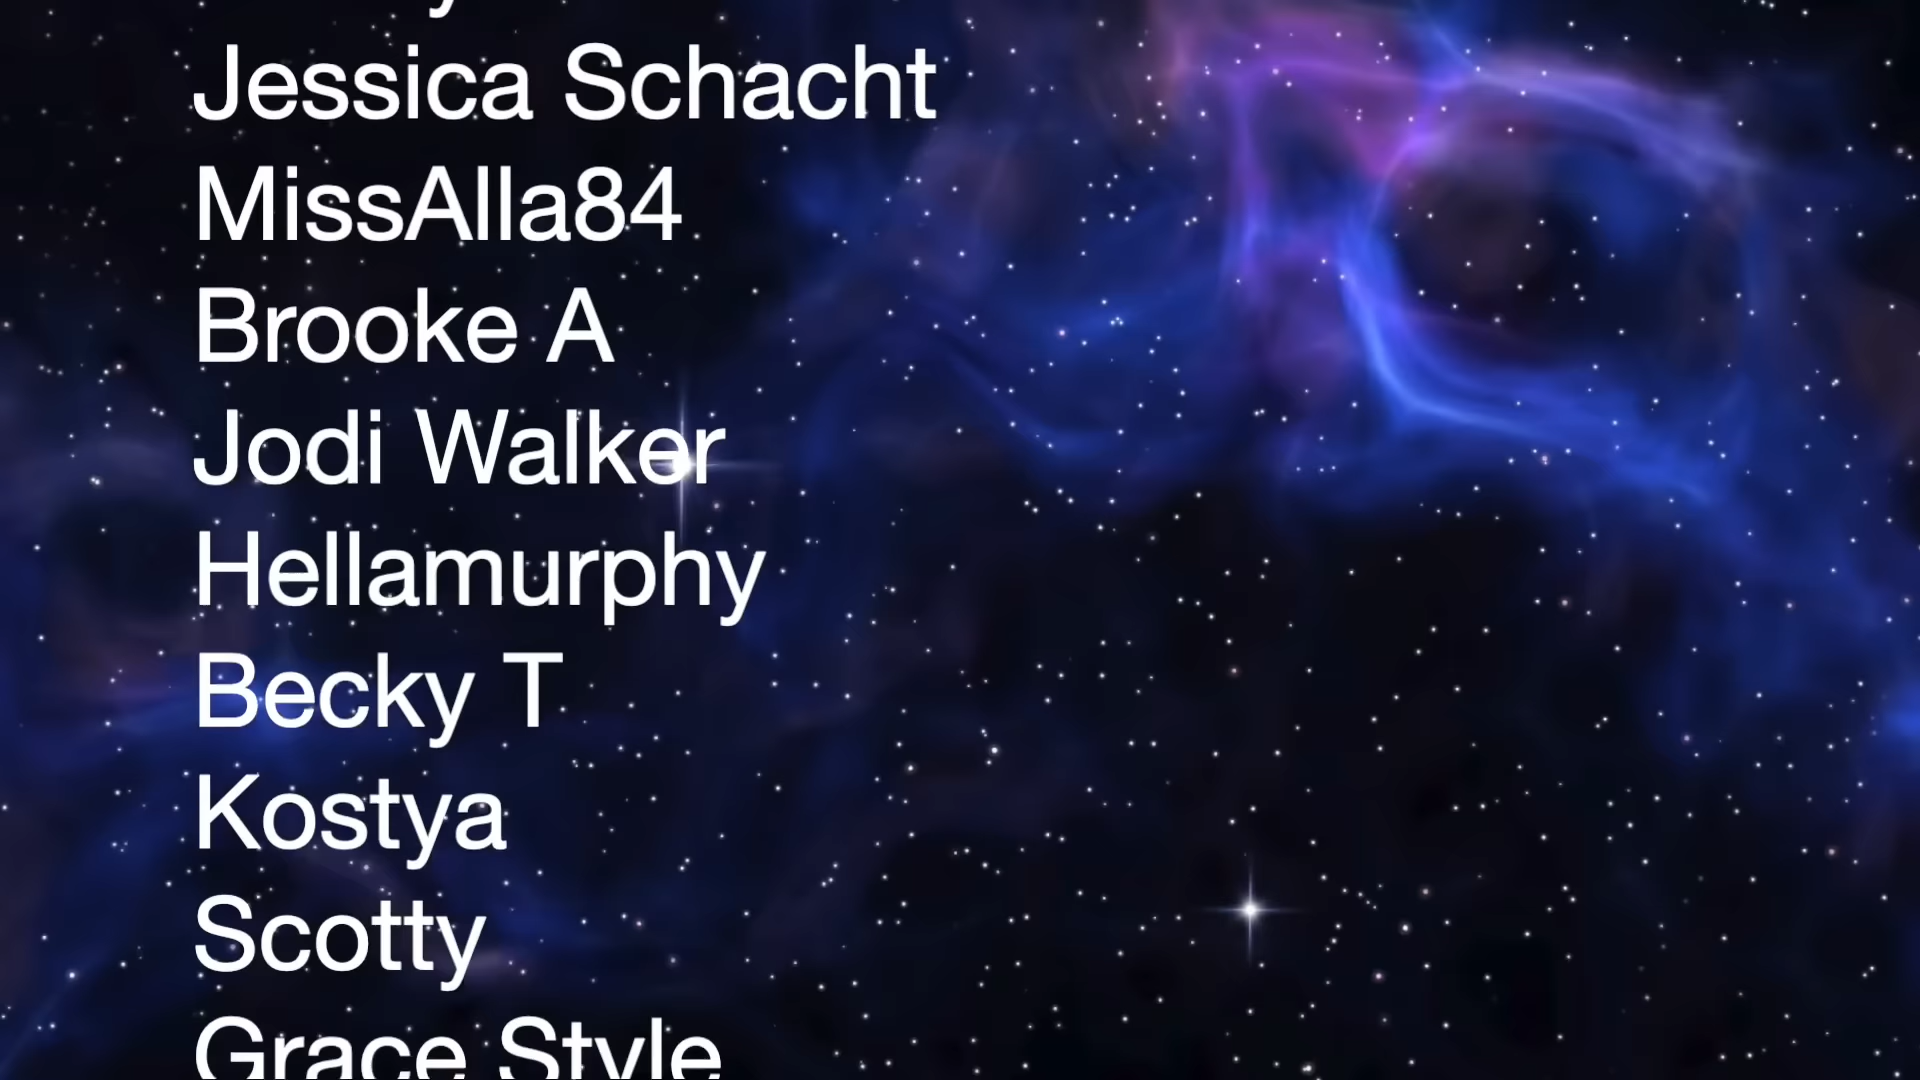 Jessica Schacht
MissAlla84
Brooke A
Jodi Walker
Hellamurphy
Becky T
Kostya
Scotty
Grace Style